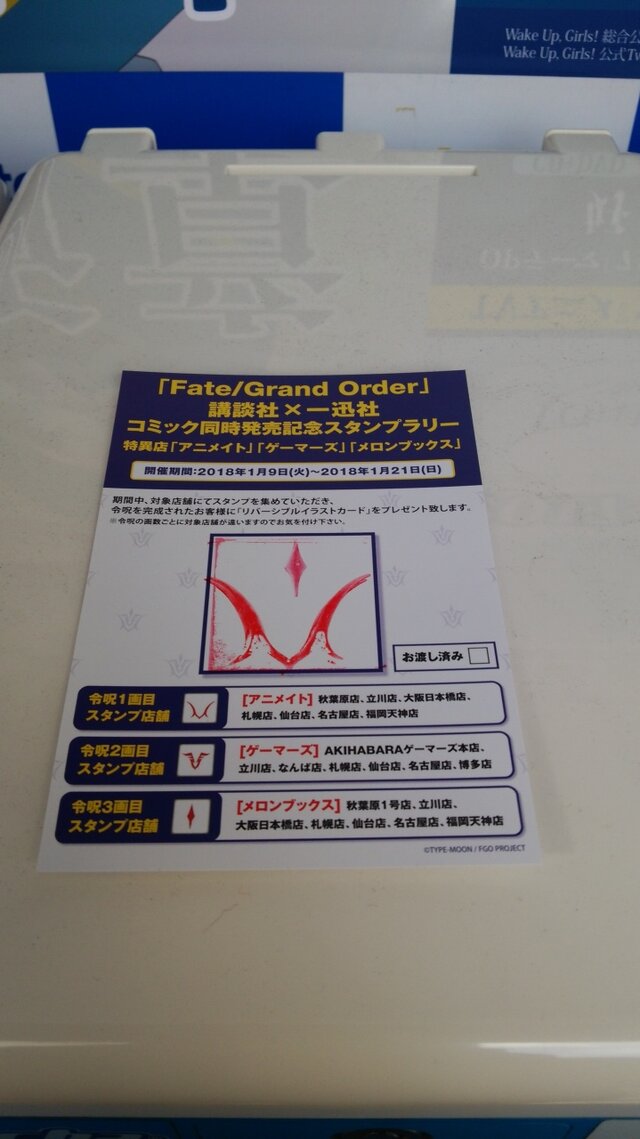 Wake Up, Girls! 総合公
Wake Up, Girls! 公式Tw
「Fate/Grand Order」
講談社×一迅社
コミック同時発売記念スタンプラリー
特異店「アニメイト」「ゲーマーズ」「メロンブックス」
開催期間:2018年1月9日(火)~2018年1月21日(日)
期間中、対象店舗にてスタンプを集めていただき、
令呪を完成されたお客様に「リバーシブルイラストカード」をプレゼント致します。
※令呪の画数ごとに対象店舗が違いますのでお気を付け下さい。
お渡し済み
令呪1画目
スタンプ店舗
[アニメイト] 秋葉原店、立川店、大阪日本橋店、
札幌店、仙台店、名古屋店、福岡天神店
令呪2画目
スタンプ店舗
[ゲーマーズ] AKIHABARAゲーマーズ本店、
立川店、なんば店、札幌店、仙台店、名古屋店、博多店
令呪3画目
スタンプ店舗
[メロンブックス] 秋葉原1号店、立川店、
大阪日本橋店、札幌店、仙台店、名古屋店、福岡天神店
©TYPE-MOON / FGO PROJECT